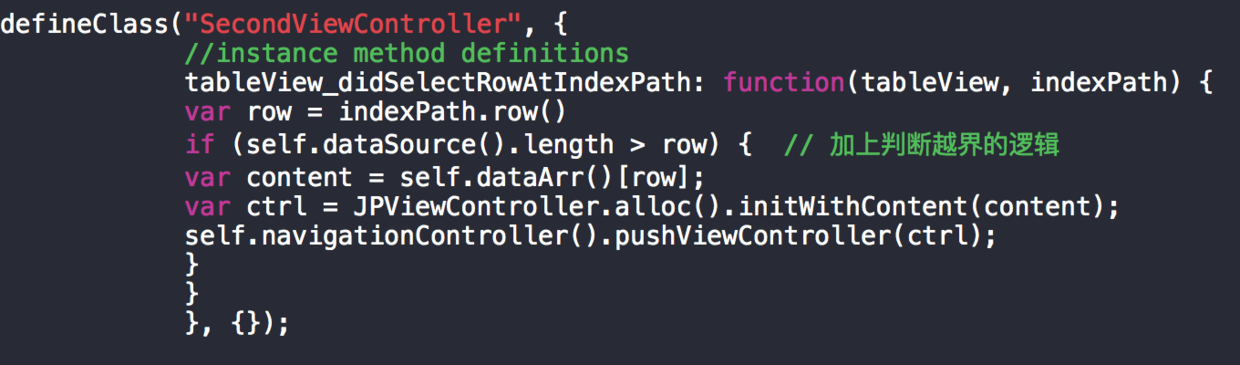 defineClass("SecondViewController", {
//instance method definitions
tableView_didSelectRowAtIndexPath: function(tableView, indexPath) {
var row = indexPath.row()
if (self.dataSource().length > row) {  // 加上判断越界的逻辑
var content = self.dataArr()[row];
var ctrl = JPViewController.alloc().initWithContent(content);
self.navigationController().pushViewController(ctrl);
}
}
}, {});